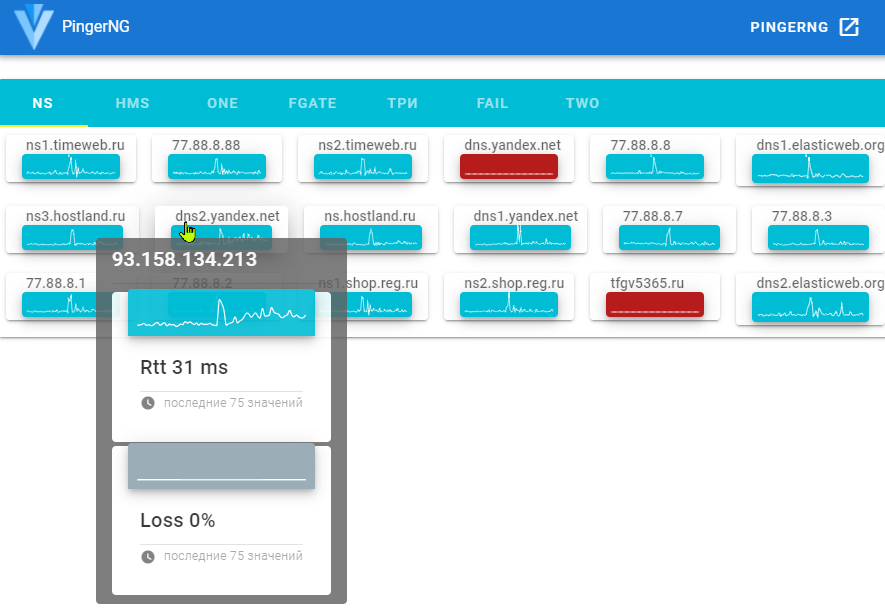 PingerNG
PINGERNG
NS HMS ONE FGATE ТРИ FAIL TWO
ns1.timeweb.ru 77.88.8.88 ns2.timeweb.ru dns.yandex.net 77.88.8.8 dns1.elasticweb.org
ns3.hostland.ru dns2.yandex.net ns.hostland.ru dns1.yandex.net 77.88.8.7 77.88.8.3
93.158.134.213
77.88.8.1 77.88.8.2 ns1.shop.reg.ru ns2.shop.reg.ru tfgv5365.ru dns2.elasticweb.org
Rtt 31 ms
последние 75 значений
Loss 0%
последние 75 значений